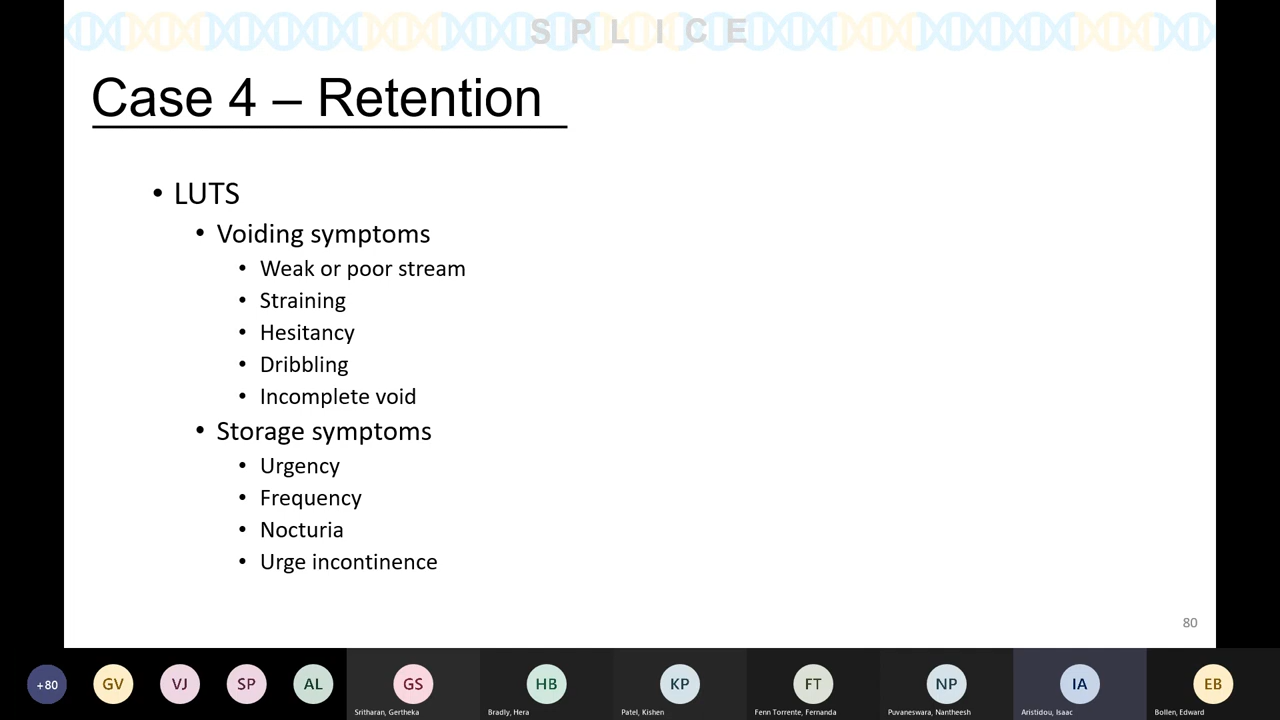 S P L I C E
Case 4 – Retention
• LUTS
• Voiding symptoms
• Weak or poor stream
• Straining
• Hesitancy
• Dribbling
• Incomplete void
• Storage symptoms
• Urgency
• Frequency
• Nocturia
• Urge incontinence
80
+80 GV VJ SP AL GS HB KP FT NP IA EB
Sritharan, Gertheka Bradly, Hera Patel, Kishen Fenn Torrente, Fernanda Puvaneswara, Nantheesh Aristidou, Isaac Bollen, Edward